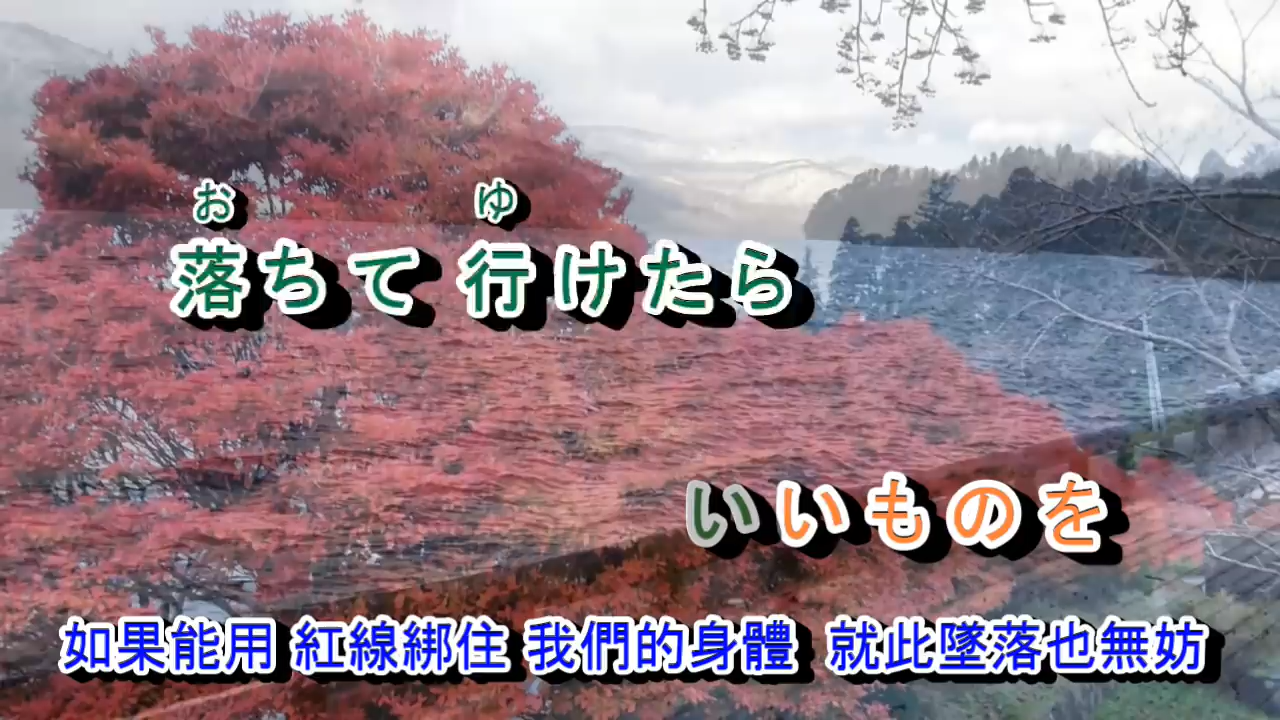 お ゆ
落ちて 行けたら
いいものを
如果能用 紅線綁住 我們的身體 就此墜落也無妨